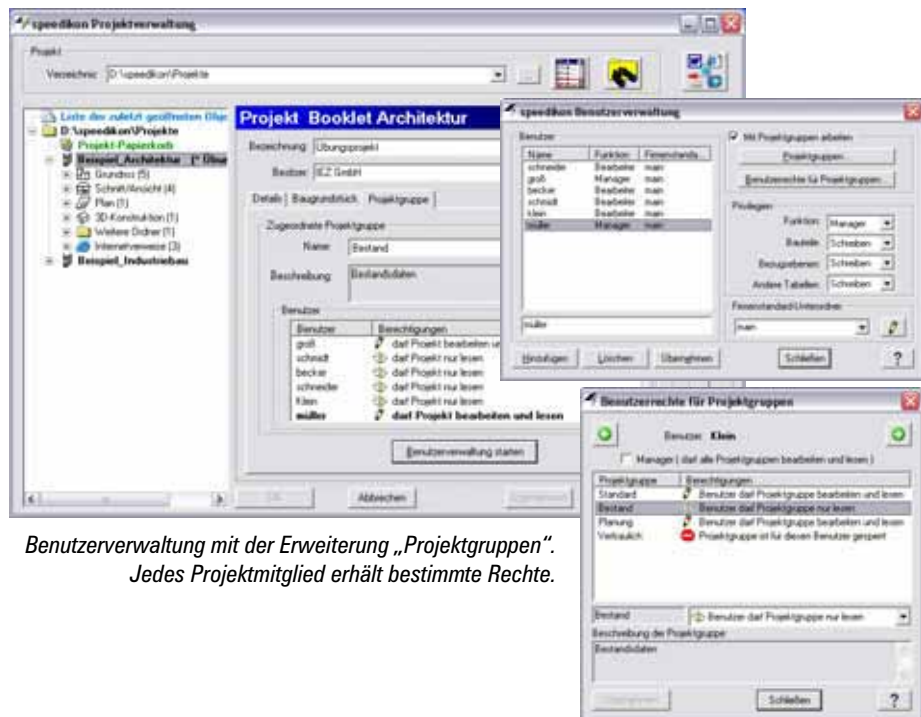 speedikon Projektverwaltung
Projekt
Verzeichnis: D:\speedikon\Projekte
...
Liste der zuletzt geöffneten Obje
D:\speedikon\Projekte
Projekt-Papierkorb
Beispiel_Architektur (" Übur
Grundriss (5)
Schnitt/Ansicht (4)
Plan (1)
3D-Konstruktion (1)
Weitere Ordner (1)
Internetverweise (3)
Beispiel_Industriebau
Projekt Booklet Architektur
Bezeichnung: Übungsprojekt
Besitzer: IEZ GmbH
Details Baugrundstück Projektgruppe
Zugeordnete Projektgruppe
Name: Bestand
Beschreibung: Bestandsdaten
Benutzer
Benutzer Berechtigungen
groß darf Projekt bearbeiten un
schmidt darf Projekt nur lesen
becker darf Projekt nur lesen
schneider darf Projekt nur lesen
Klein darf Projekt nur lesen
müller darf Projekt bearbeiten und lesen
Benutzerverwaltung starten
OK Abbrechen
speedikon Benutzerverwaltung
Benutzer
Name Funktion Firmenstanda...
schneider Bearbeiter main
groß Manager main
becker Bearbeiter main
schmidt Bearbeiter main
klein Bearbeiter main
müller Manager main
müller
Hinzufügen Löschen Übernehmen
Mit Projektgruppen arbeiten
Projektgruppen...
Benutzerrechte für Projektgruppen...
Privilegien
Funktion: Manager
Bauteile: Schreiben
Bezugsebenen: Schreiben
Andere Tabellen: Schreiben
Firmenstandard-Unterordner
main
Schließen ?
Benutzerrechte für Projektgruppen
Benutzer: Klein
Manager ( darf alle Projektgruppen bearbeiten und lesen )
Projektgruppe Berechtigungen
Standard Benutzer darf Projektgruppe bearbeiten und lesen
Bestand Benutzer darf Projektgruppe nur lesen
Planung Benutzer darf Projektgruppe bearbeiten und lesen
Vertraulich Projektgruppe ist für diesen Benutzer gesperrt
Bestand Benutzer darf Projektgruppe nur lesen
Beschreibung der Projektgruppe
Bestandsdaten
Übernehmen Schließen ?
Benutzerverwaltung mit der Erweiterung „Projektgruppen“.
Jedes Projektmitglied erhält bestimmte Rechte.